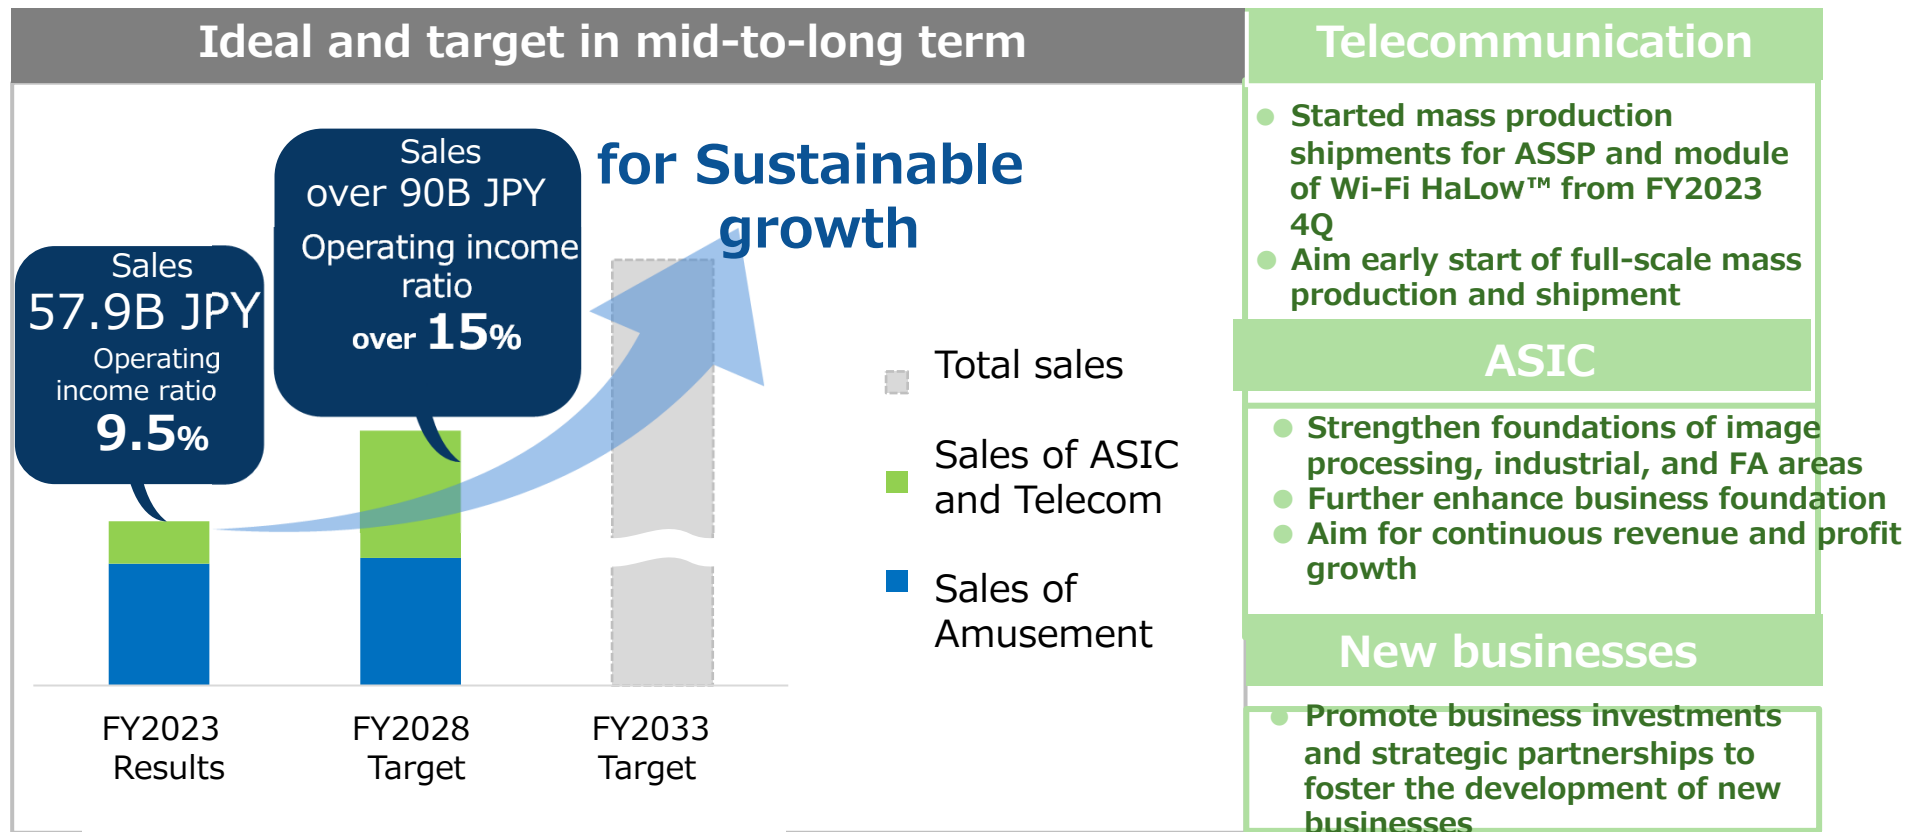 Ideal and target in mid-to-long term
for Sustainable
growth
Sales
57.9B JPY
Operating
income ratio
9.5%
Sales
over 90B JPY
Operating income
ratio
over 15%
Total sales
Sales of ASIC
and Telecom
Sales of
Amusement
FY2023
Results
FY2028
Target
FY2033
Target
Telecommunication
● Started mass production
shipments for ASSP and module
of Wi-Fi HaLow™ from FY2023
4Q
● Aim early start of full-scale mass
production and shipment
ASIC
● Strengthen foundations of image
processing, industrial, and FA areas
● Further enhance business foundation
● Aim for continuous revenue and profit
growth
New businesses
● Promote business investments
and strategic partnerships to
foster the development of new
businesses